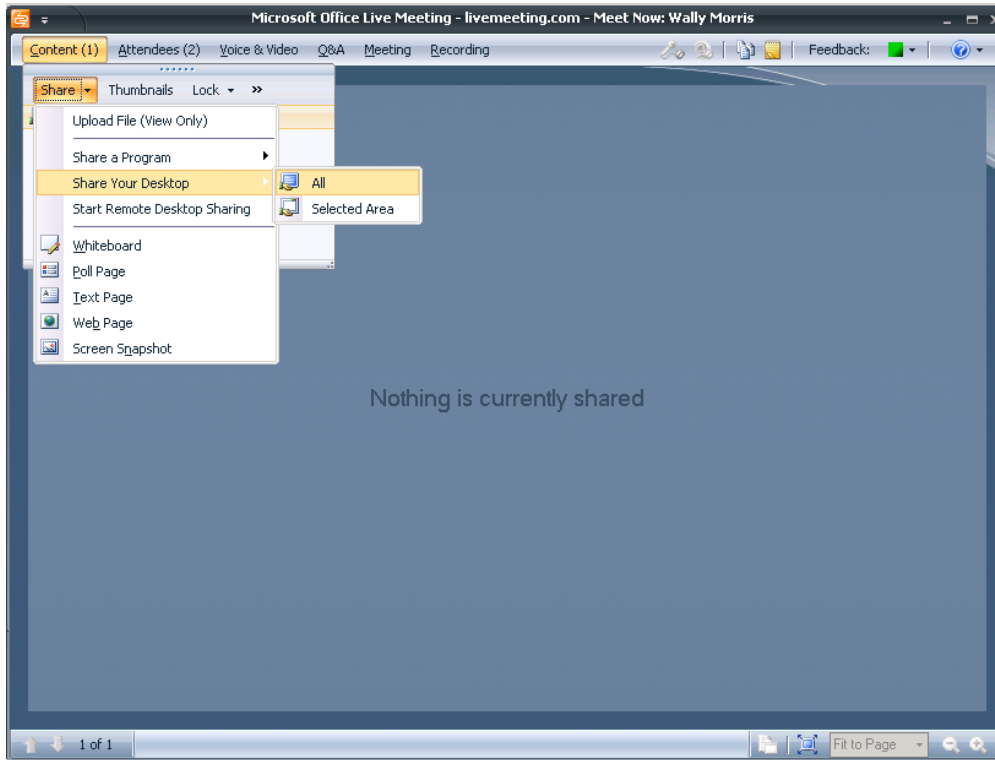 Microsoft Office Live Meeting - livemeeting.com - Meet Now: Wally Morris
Content (1) Attendees (2) Voice & Video Q&A Meeting Recording Feedback:
Share Thumbnails Lock
Upload File (View Only)
Share a Program
Share Your Desktop All
Start Remote Desktop Sharing Selected Area
Whiteboard
Poll Page
Text Page
Web Page
Screen Snapshot
Nothing is currently shared
1 of 1 Fit to Page